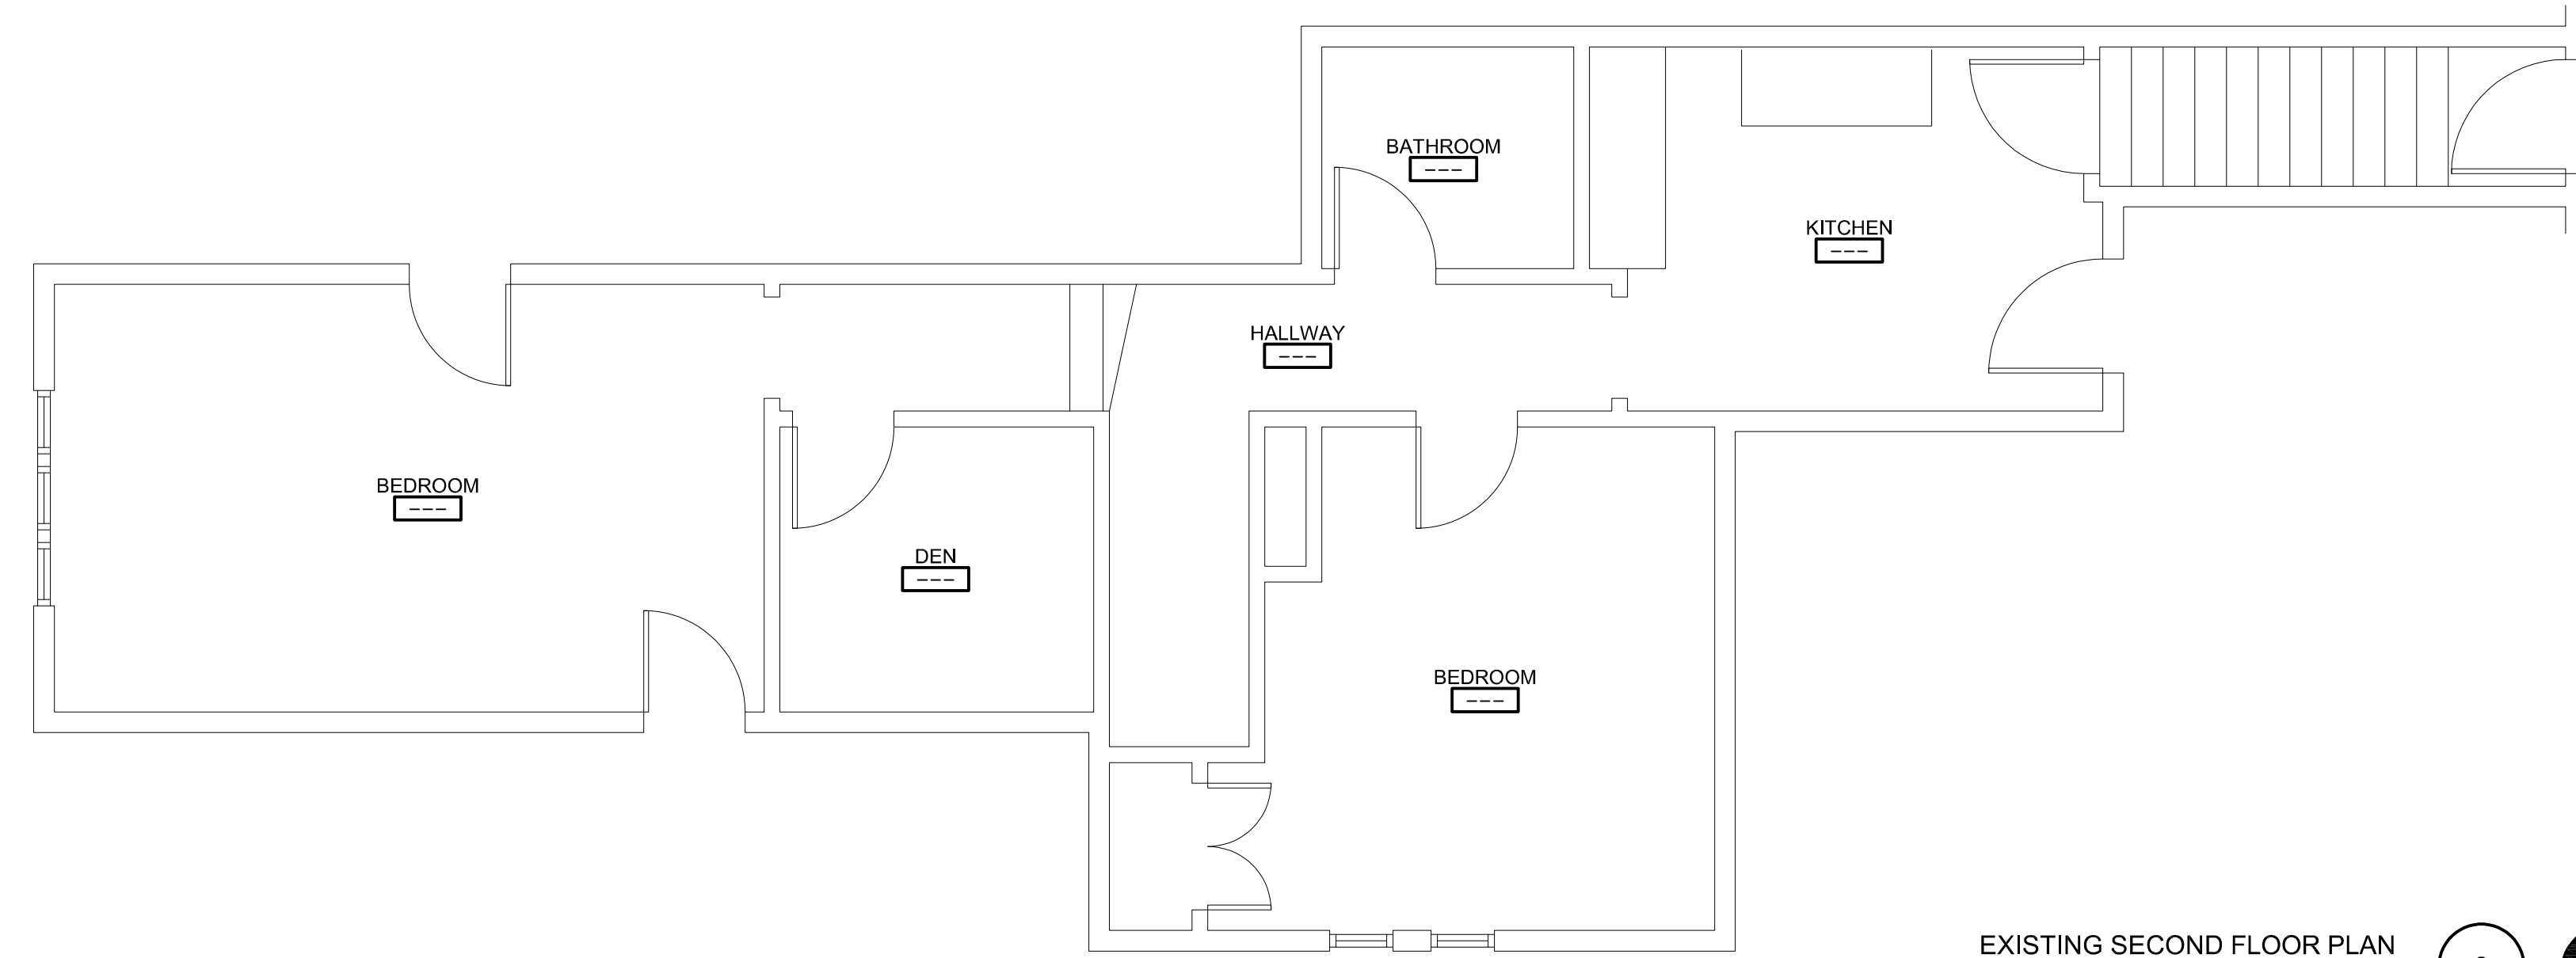 BATHROOM
---
KITCHEN
---
HALLWAY
---
BEDROOM
---
DEN
---
BEDROOM
---
EXISTING SECOND FLOOR PLAN